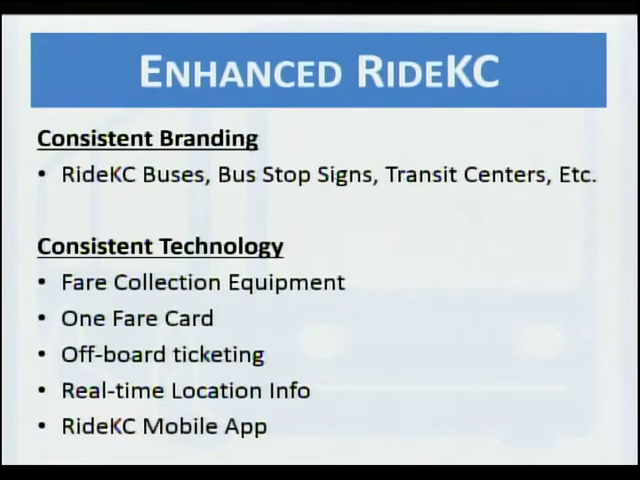 ENHANCED RIDEKC
Consistent Branding
• RideKC Buses, Bus Stop Signs, Transit Centers, Etc.
Consistent Technology
• Fare Collection Equipment
• One Fare Card
• Off-board ticketing
• Real-time Location Info
• RideKC Mobile App